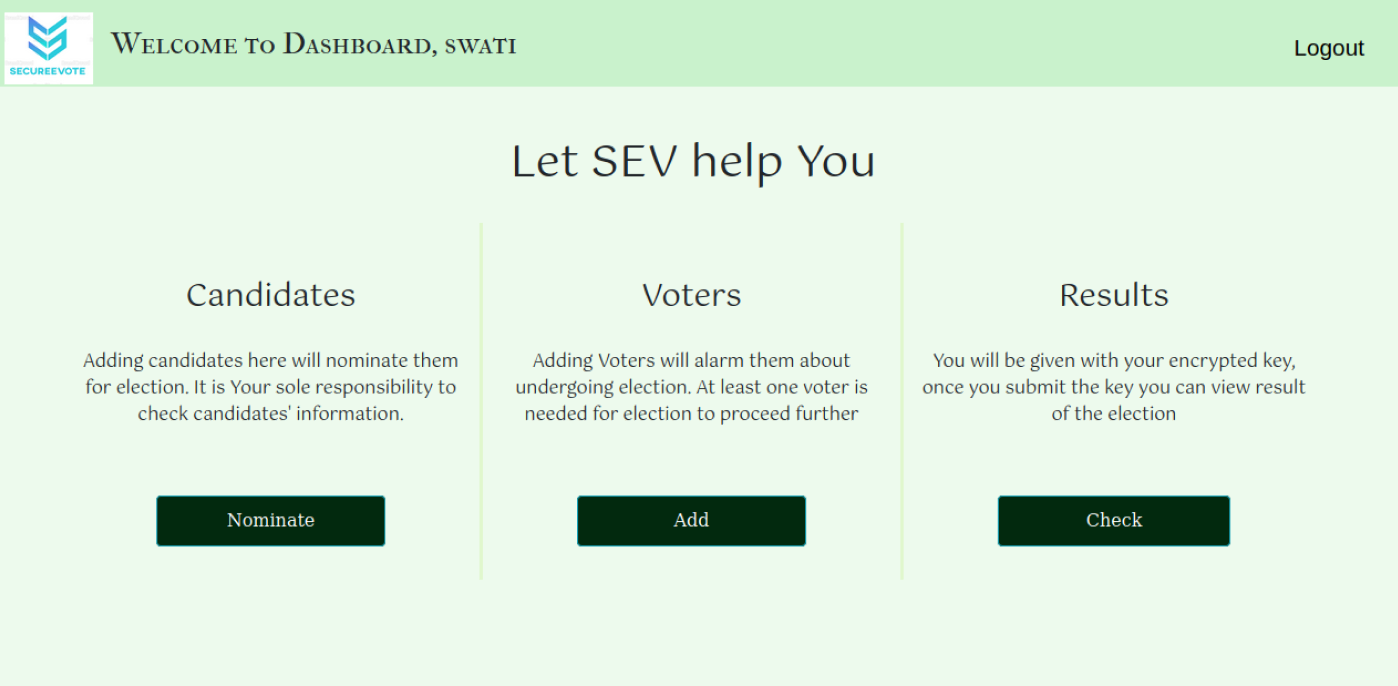 SECUREEVOTE
Welcome to Dashboard, swati
Logout
Let SEV help You
Candidates
Adding candidates here will nominate them
for election. It is Your sole responsibility to
check candidates' information.
Nominate
Voters
Adding Voters will alarm them about
undergoing election. At least one voter is
needed for election to proceed further
Add
Results
You will be given with your encrypted key,
once you submit the key you can view result
of the election
Check